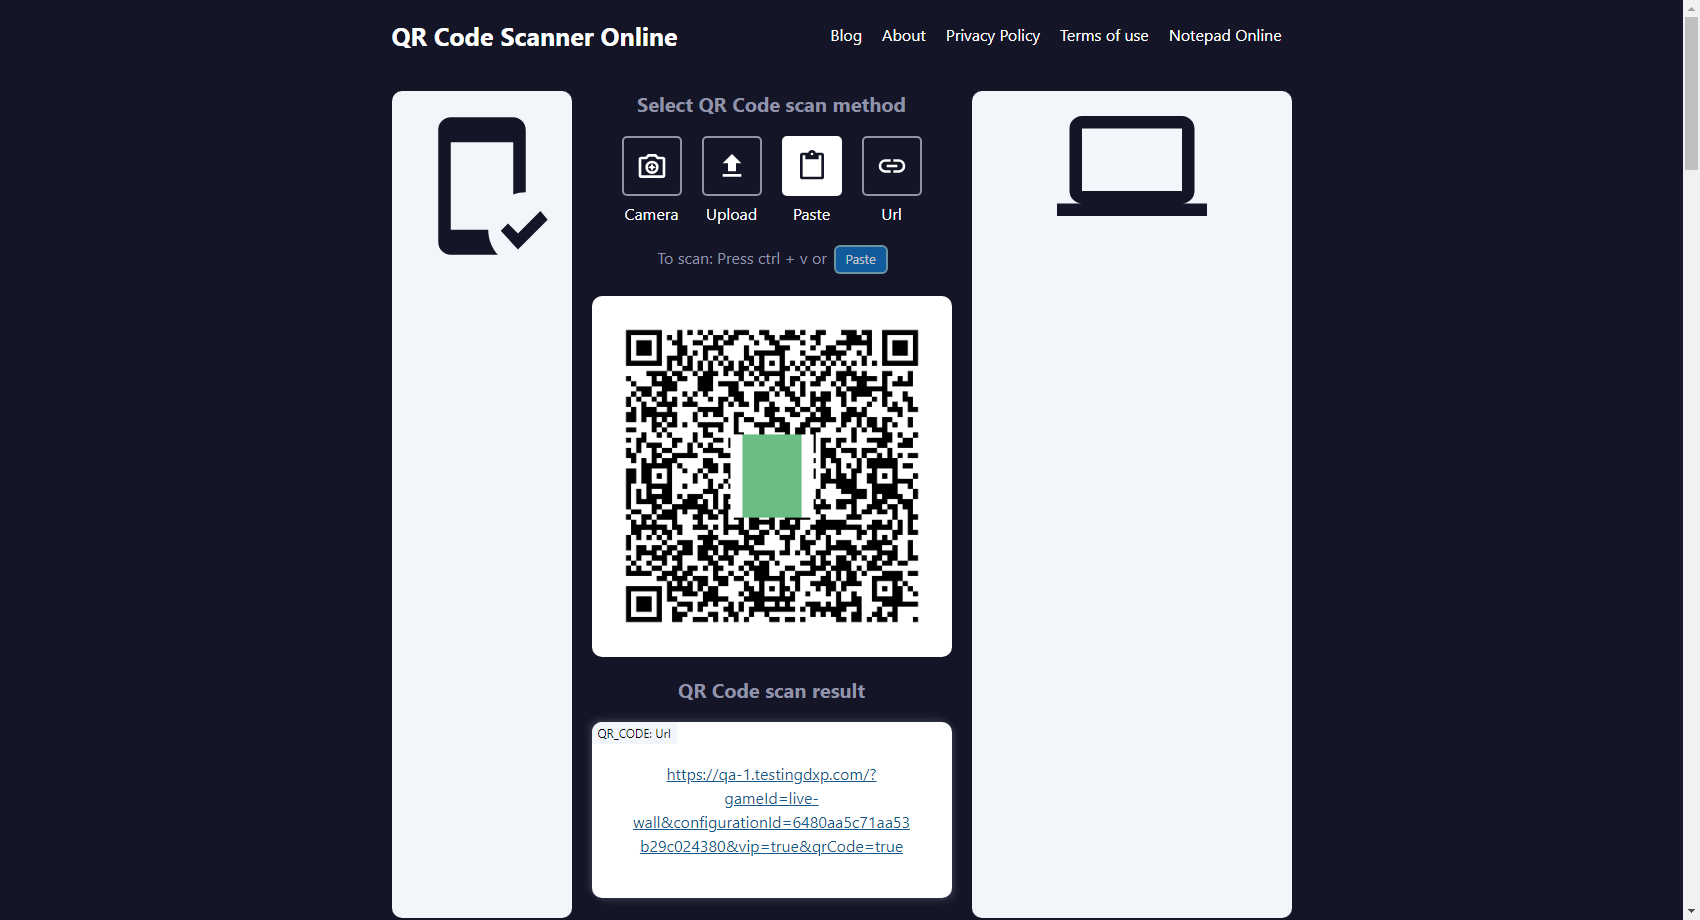 QR Code Scanner Online
Blog About Privacy Policy Terms of use Notepad Online
Select QR Code scan method
Camera Upload Paste Url
To scan: Press ctrl + v or Paste
QR Code scan result
QR_CODE: Url
https://qa-1.testingdxp.com/?
gameId=live-
wall&configurationId=6480aa5c71aa53
b29c024380&vip=true&qrCode=true